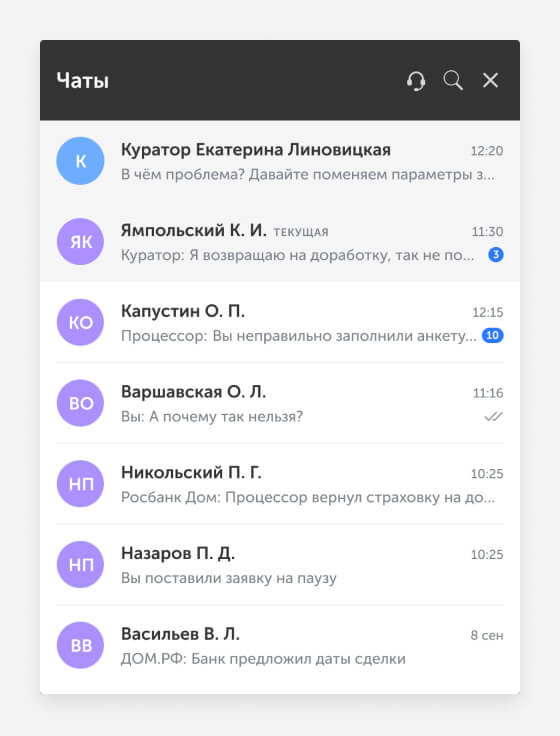 Чаты
К
Куратор Екатерина Линовицкая
12:20
В чём проблема? Давайте поменяем параметры з...
ЯК
Ямпольский К. И. ТЕКУЩАЯ
11:30
Куратор: Я возвращаю на доработку, так не по...
3
КО
Капустин О. П.
12:15
Процессор: Вы неправильно заполнили анкету...
10
ВО
Варшавская О. Л.
11:16
Вы: А почему так нельзя?
НП
Никольский П. Г.
10:25
Росбанк Дом: Процессор вернул страховку на до...
НП
Назаров П. Д.
10:25
Вы поставили заявку на паузу
ВВ
Васильев В. Л.
8 сен
ДОМ.РФ: Банк предложил даты сделки